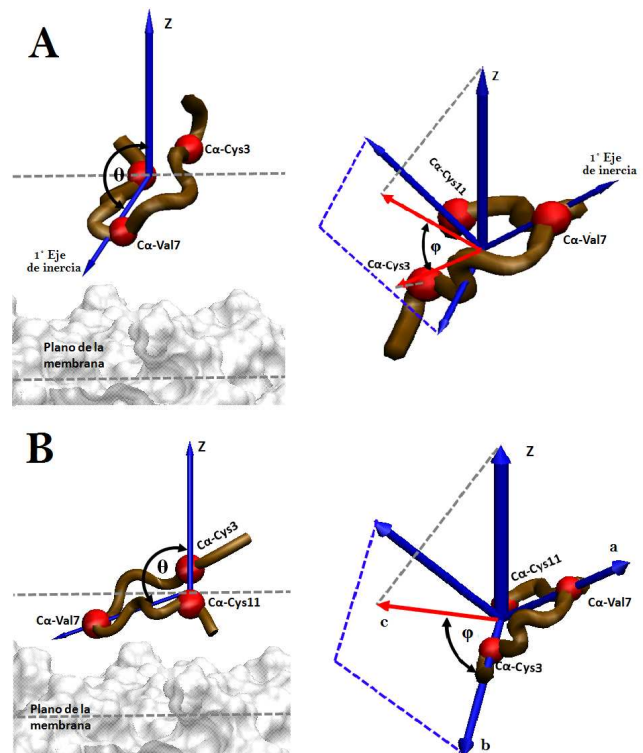 A
Z
Cα-Cys3
θ
1° Eje
de inercia
Cα-Val7
Plano de la
membrana
Z
Cα-Cys11
1° Eje
de inercia
φ
Cα-Val7
Cα-Cys3
B
Z
Cα-Cys3
θ
Cα-Val7
Cα-Cys11
Plano de la
membrana
Z
a
Cα-Cys11
Cα-Val7
c
φ
Cα-Cys3
b